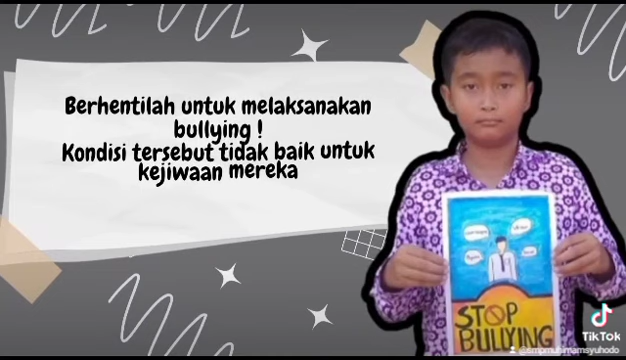 Berhentilah untuk melaksanakan
bullying !
Kondisi tersebut tidak baik untuk
kejiwaan mereka
STOP
BULLYING
TikTok